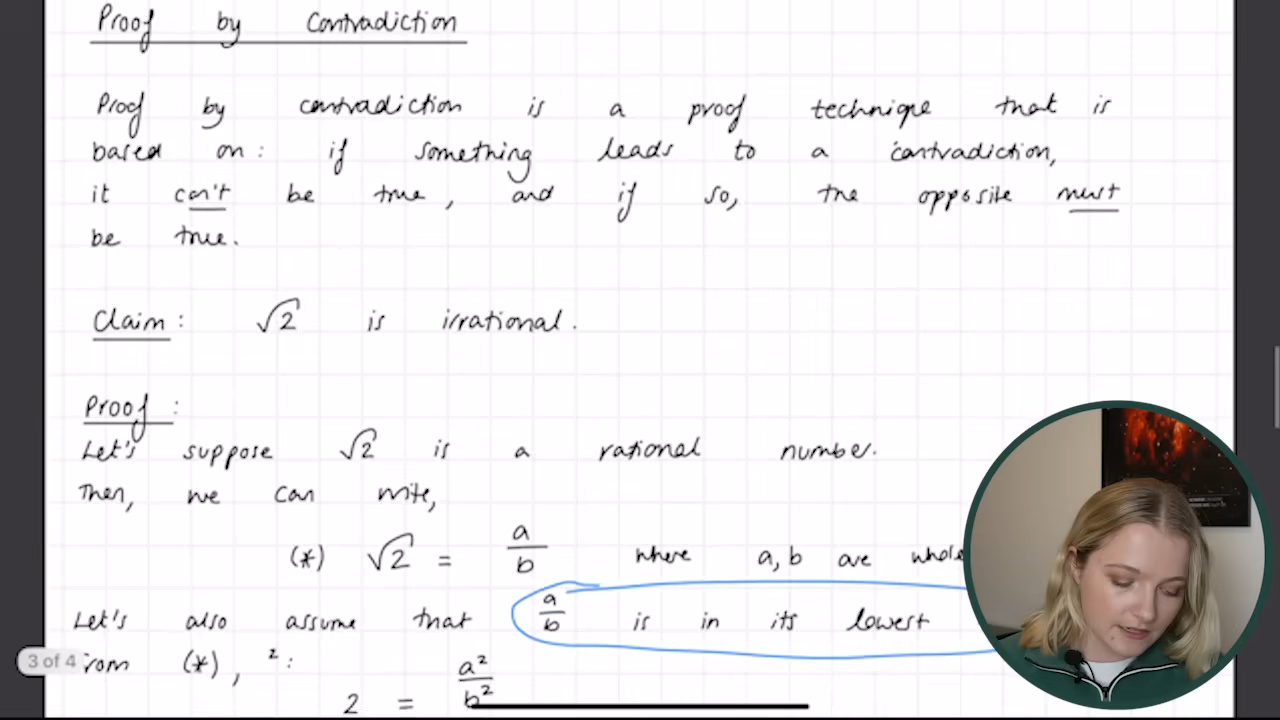 Proof by Contradiction
Proof by contradiction is a proof technique that is
based on: if something leads to a contradiction,
it can't be true, and if so, the opposite must
be true.
Claim: √2 is irrational.
Proof:
Let's suppose √2 is a rational number.
Then, we can write,
(*) √2 = a/b where a, b are whole
Let's also assume that a/b is in its lowest
rom (*), ²:
2 = a²/b²
3 of 4